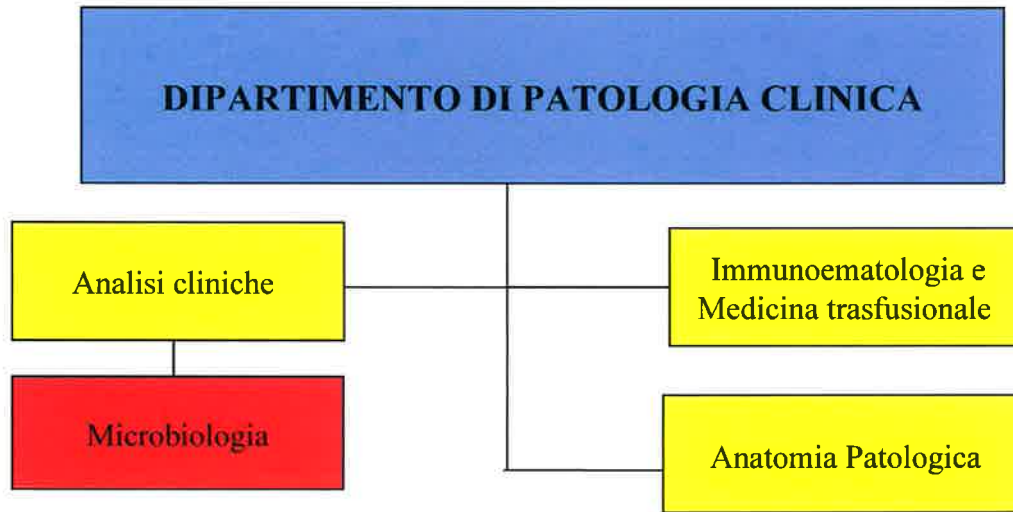 DIPARTIMENTO DI PATOLOGIA CLINICA
Analisi cliniche
Immunoematologia e
Medicina trasfusionale
Microbiologia
Anatomia Patologica